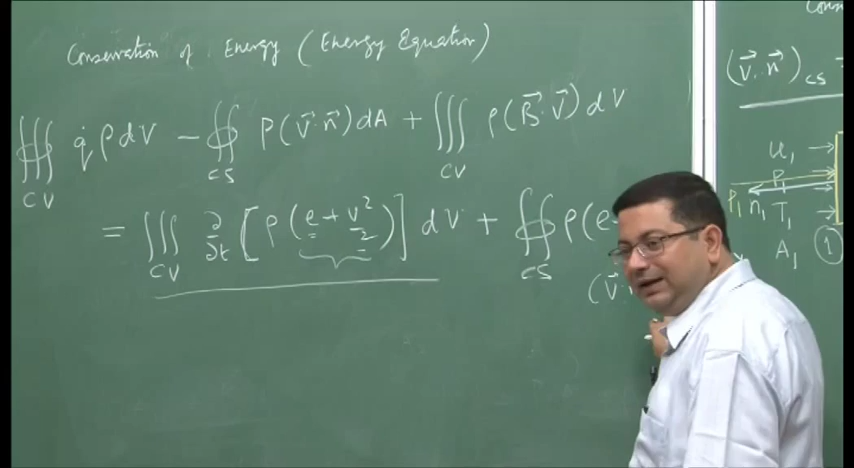 Conservation of Energy (Energy Equation)
∰ q̇ ρ dV − ∯ P(v⃗·n⃗)dA + ∭ ρ(B⃗·v⃗)dV
CV CS CV
= ∭ ∂/∂t [ρ(e + v²/2)] dV + ∯ ρ(e
CV CS
(v⃗·
(v⃗·n⃗)CS
u₁
P₁
P₁ n₁ T₁
A₁ 1